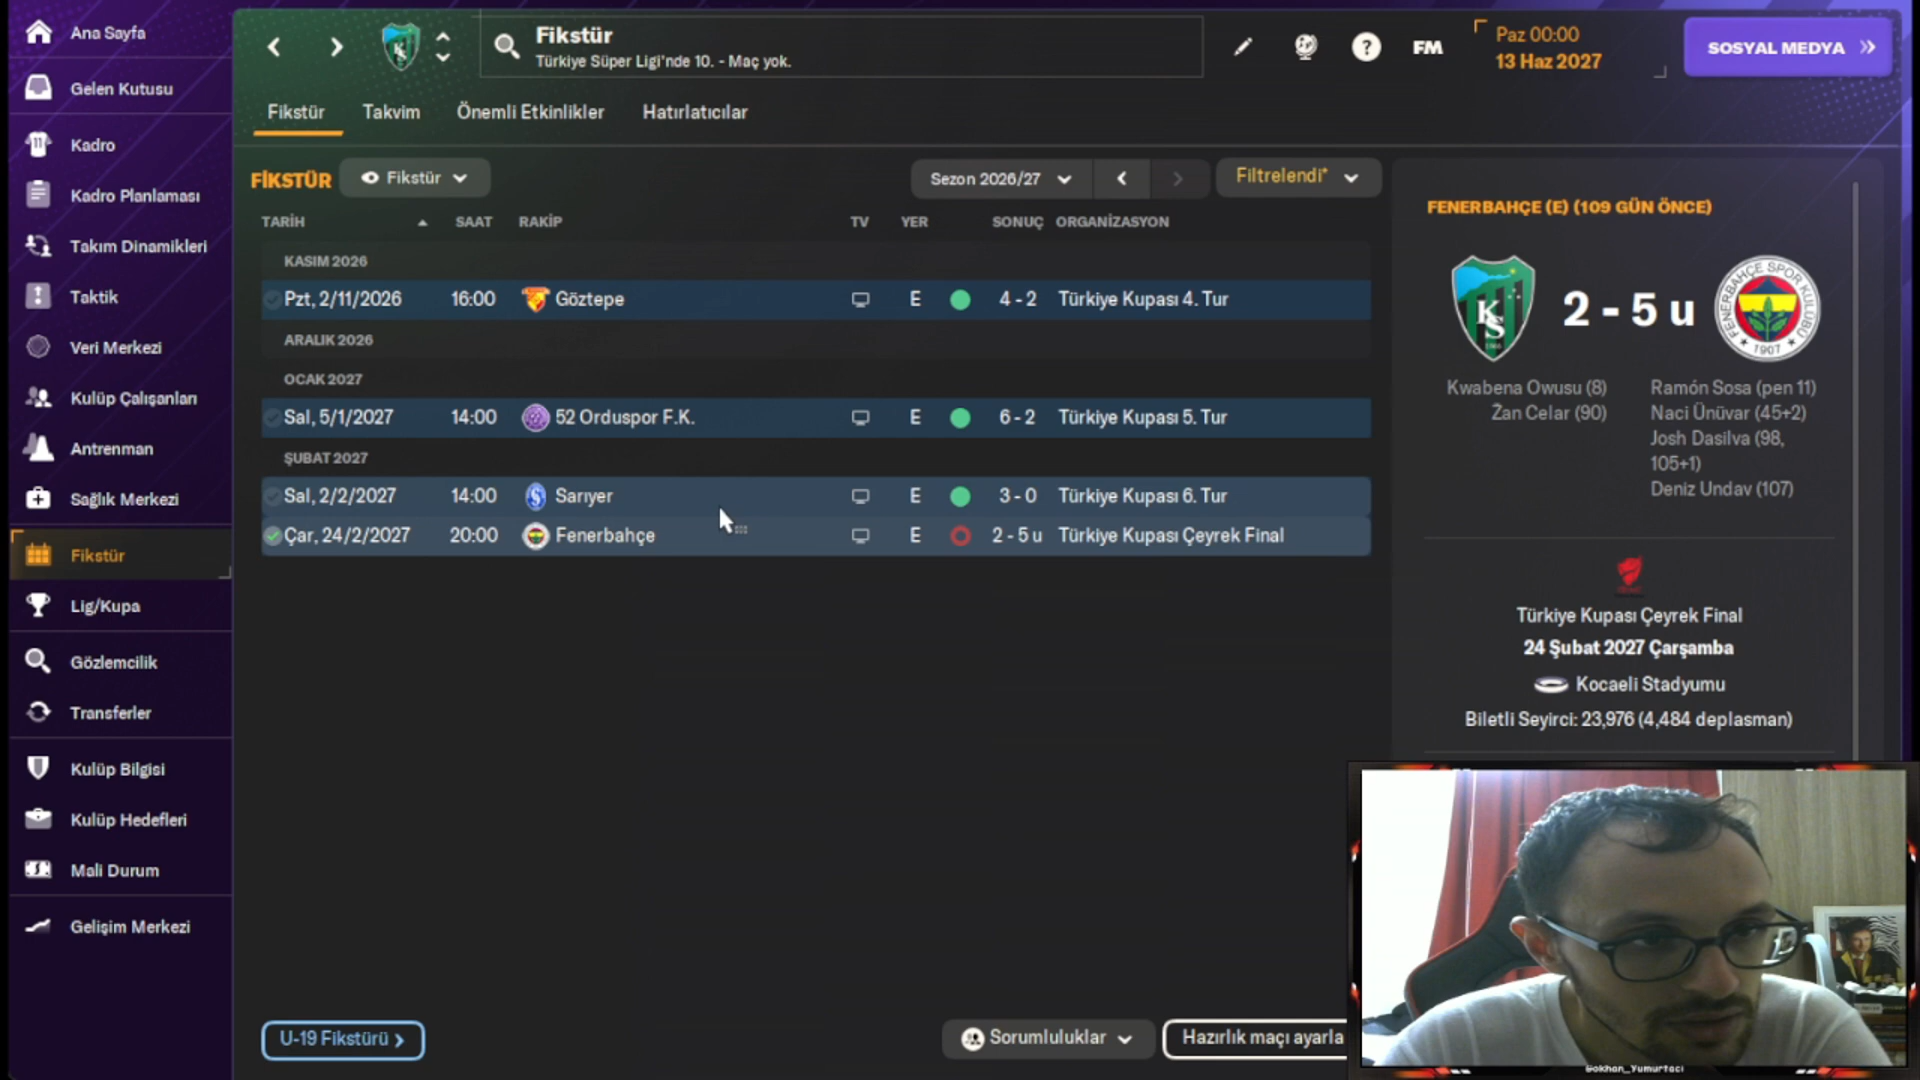 Ana Sayfa
Gelen Kutusu
Kadro
Kadro Planlaması
Takım Dinamikleri
Taktik
Veri Merkezi
Kulüp Çalışanları
Antrenman
Sağlık Merkezi
Fikstür
Lig/Kupa
Gözlemcilik
Transferler
Kulüp Bilgisi
Kulüp Hedefleri
Mali Durum
Gelişim Merkezi
Fikstür
Türkiye Süper Ligi'nde 10. - Maç yok.
FM
Paz 00:00
13 Haz 2027
SOSYAL MEDYA
Fikstür Takvim Önemli Etkinlikler Hatırlatıcılar
FİKSTÜR Fikstür Sezon 2026/27 Filtrelendi*
TARİH SAAT RAKİP TV YER SONUÇ ORGANİZASYON
KASIM 2026
Pzt, 2/11/2026 16:00 Göztepe E 4 - 2 Türkiye Kupası 4. Tur
ARALIK 2026
OCAK 2027
Sal, 5/1/2027 14:00 52 Orduspor F.K. E 6 - 2 Türkiye Kupası 5. Tur
ŞUBAT 2027
Sal, 2/2/2027 14:00 Sarıyer E 3 - 0 Türkiye Kupası 6. Tur
Çar, 24/2/2027 20:00 Fenerbahçe E 2 - 5 u Türkiye Kupası Çeyrek Final
FENERBAHÇE (E) (109 GÜN ÖNCE)
KS
2 - 5 u
FENERBAHÇE SPOR KULUBÜ
1907
Kwabena Owusu (8)
Žan Celar (90)
Ramón Sosa (pen 11)
Naci Ünüvar (45+2)
Josh Dasilva (98,
105+1)
Deniz Undav (107)
Türkiye Kupası Çeyrek Final
24 Şubat 2027 Çarşamba
Kocaeli Stadyumu
Biletli Seyirci: 23,976 (4,484 deplasman)
U-19 Fikstürü
Sorumluluklar
Hazırlık maçı ayarla
Gokhan_Yumurtaci